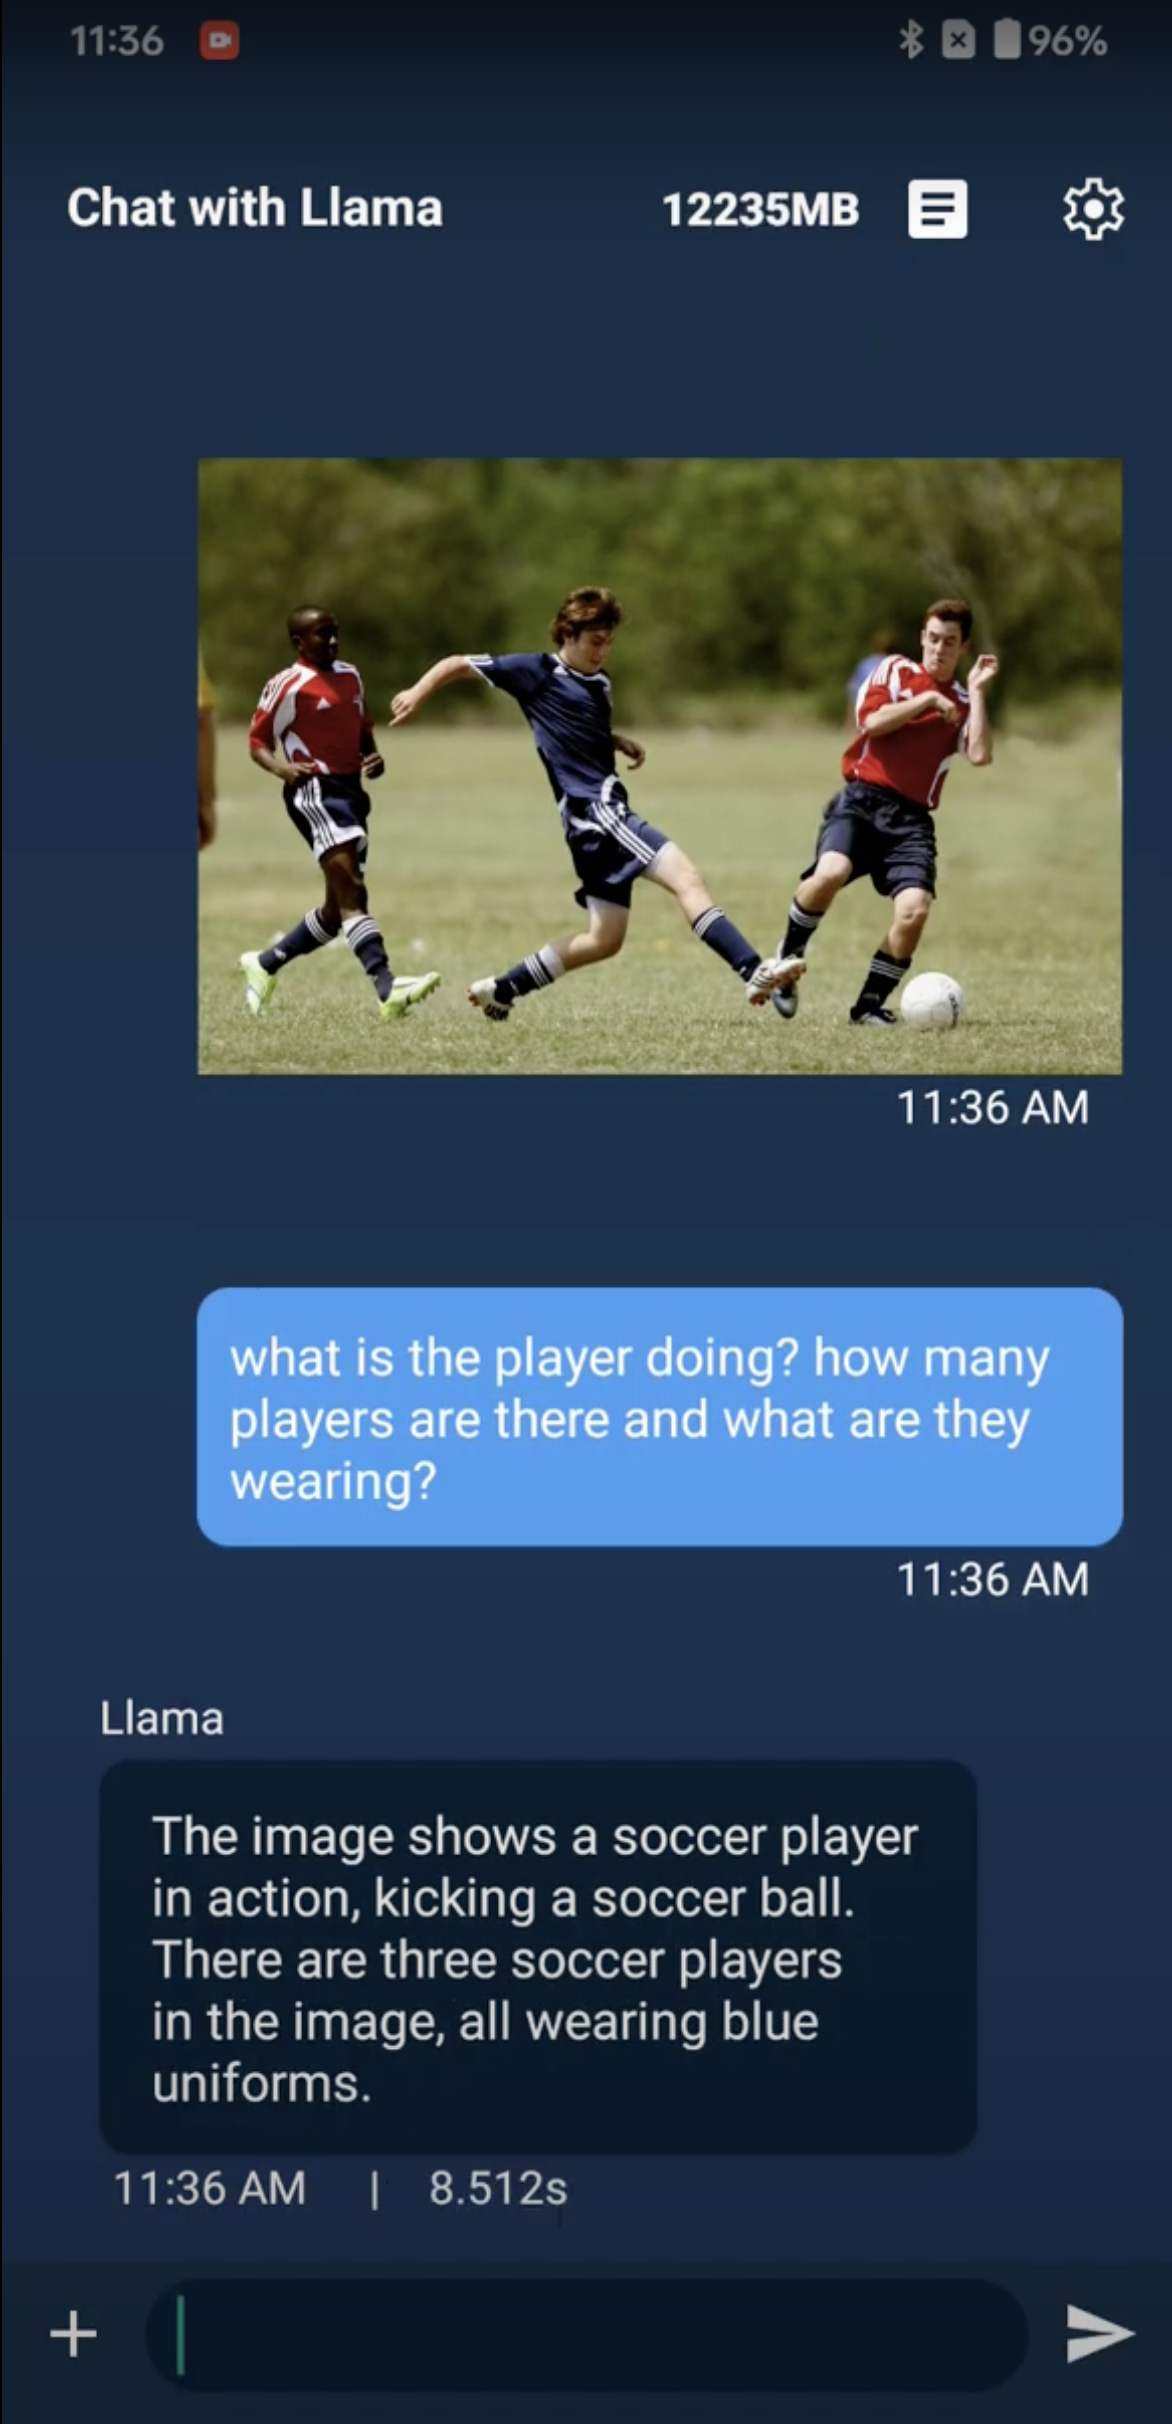 11:36
96%
Chat with Llama
12235MB
11:36 AM
what is the player doing? how many
players are there and what are they
wearing?
11:36 AM
Llama
The image shows a soccer player
in action, kicking a soccer ball.
There are three soccer players
in the image, all wearing blue
uniforms.
11:36 AM | 8.512s